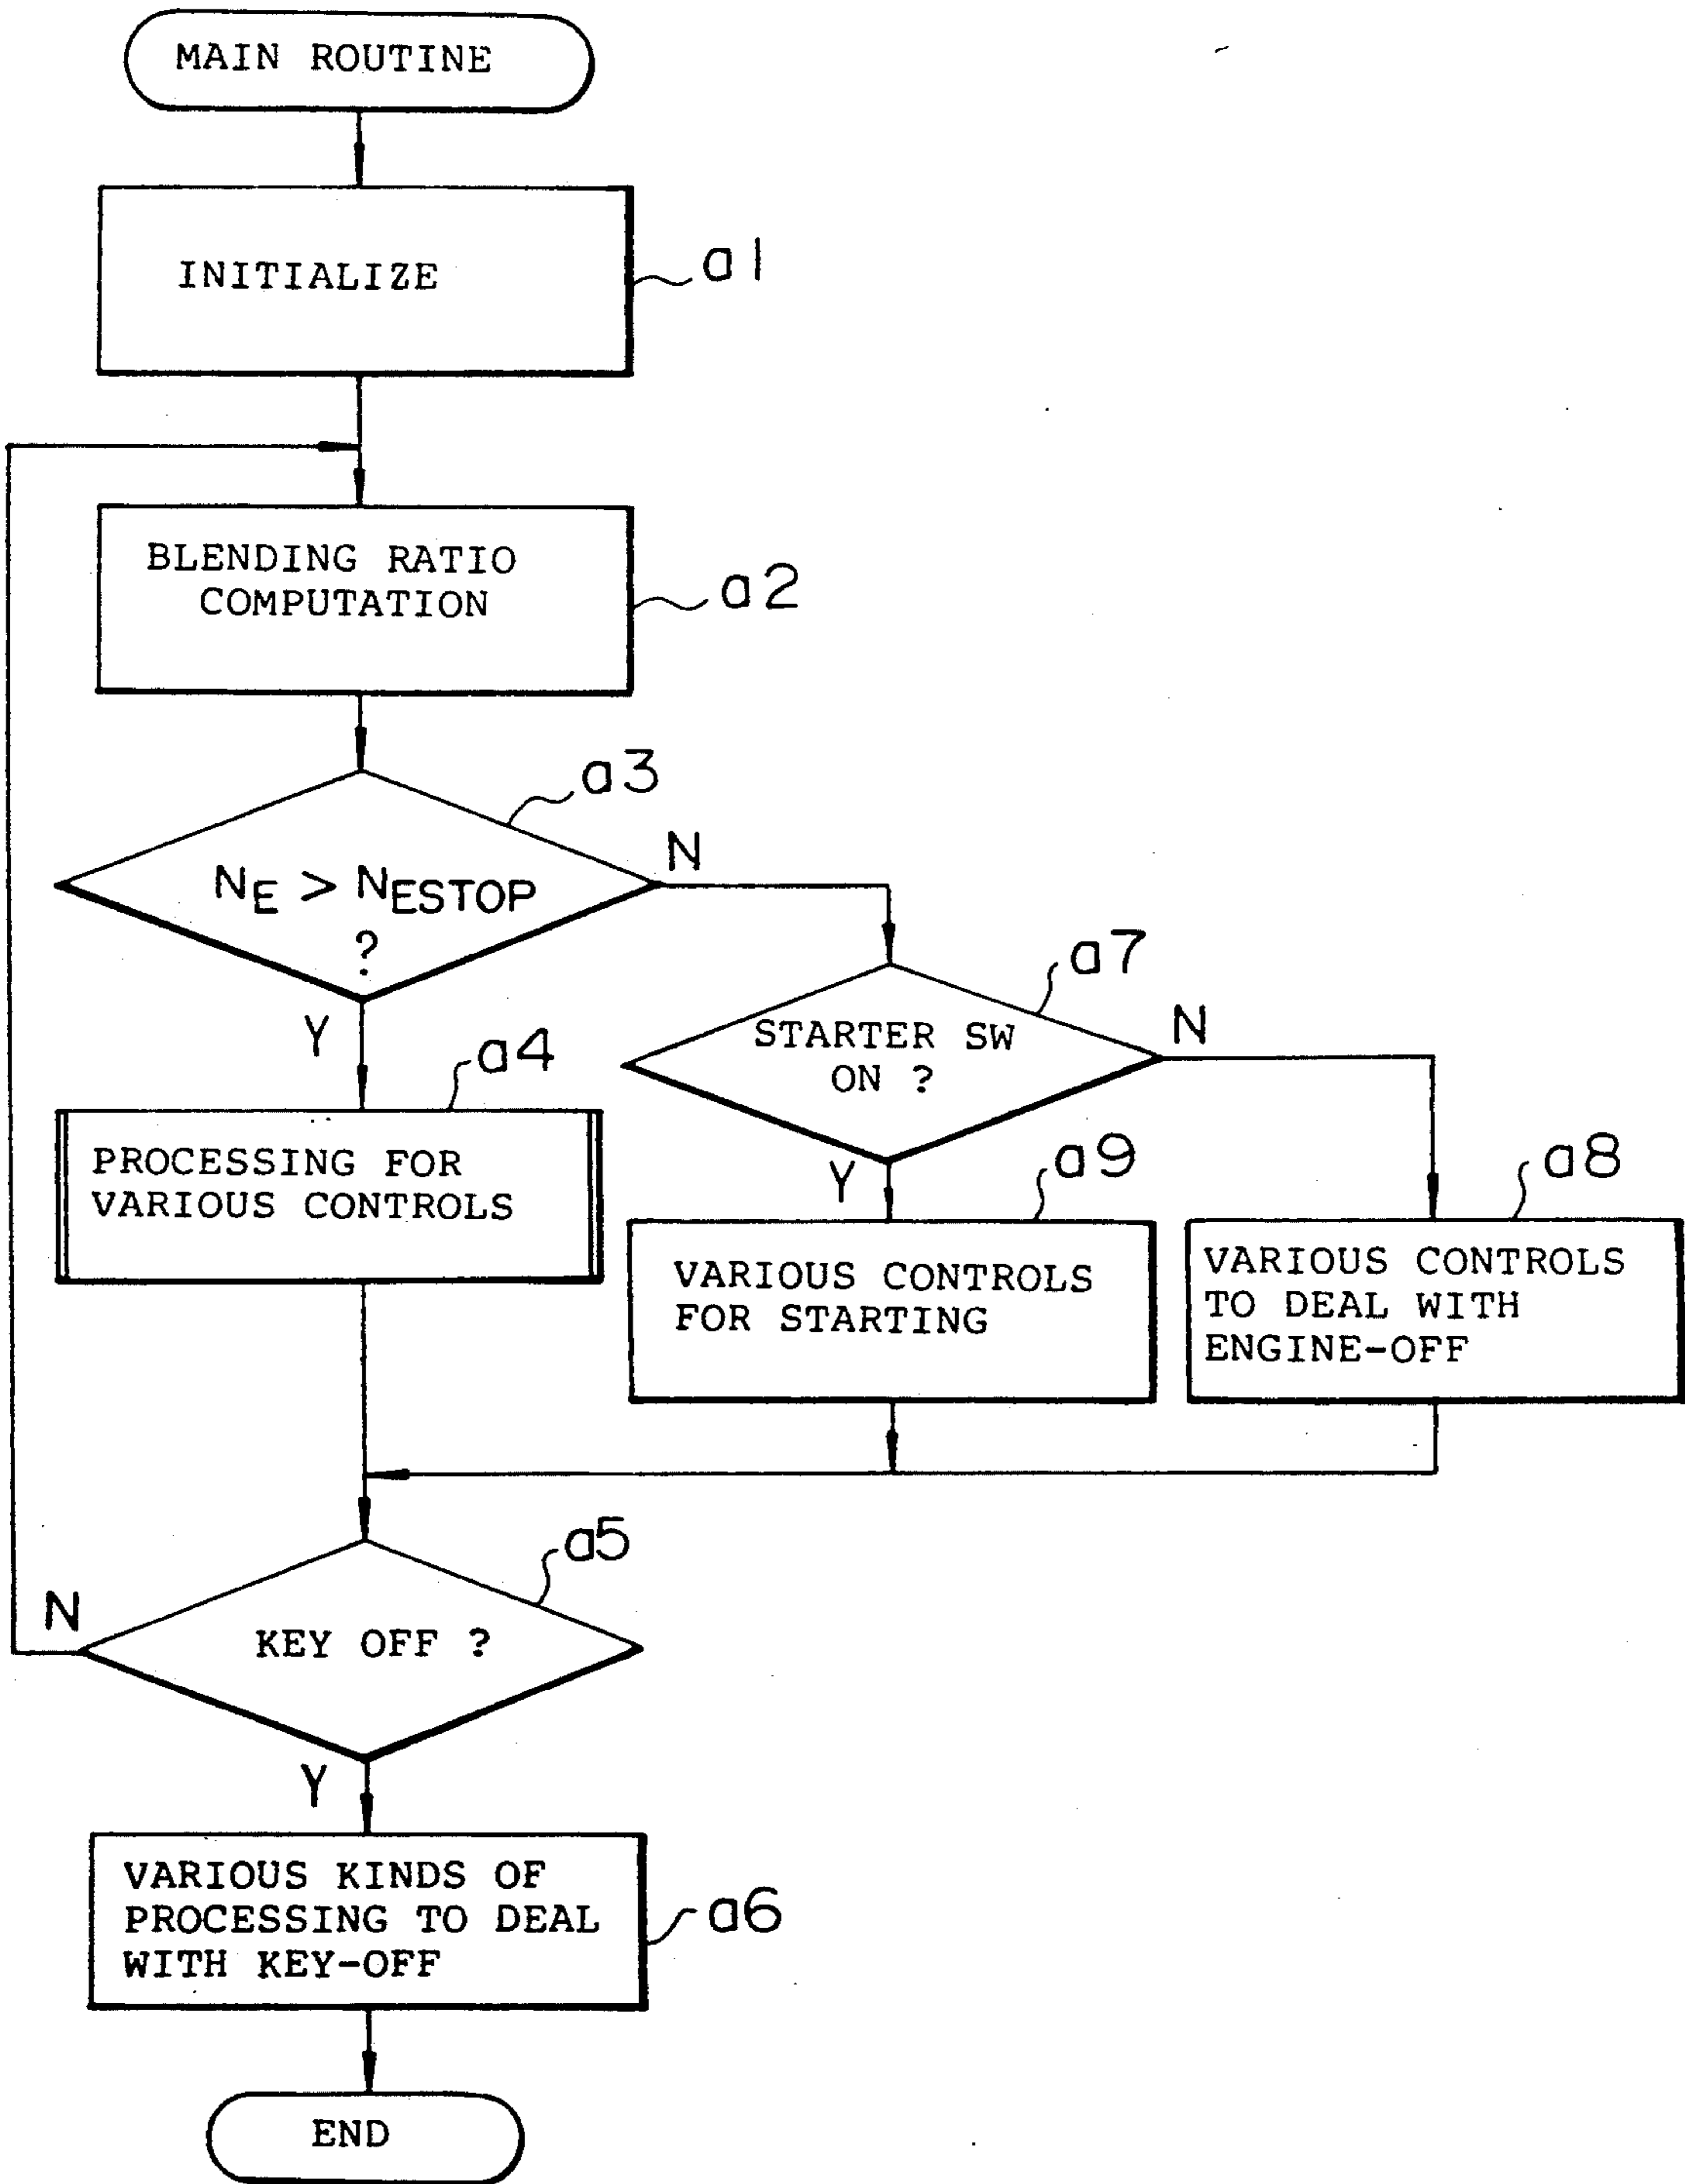 MAIN ROUTINE
INITIALIZE
a1
BLENDING RATIO
COMPUTATION
a2
a3
NE > NESTOP
?
N
Y
a4
PROCESSING FOR
VARIOUS CONTROLS
a7
STARTER SW
ON ?
N
Y
a9
VARIOUS CONTROLS
FOR STARTING
a8
VARIOUS CONTROLS
TO DEAL WITH
ENGINE-OFF
a5
KEY OFF ?
N
Y
VARIOUS KINDS OF
PROCESSING TO DEAL
WITH KEY-OFF
a6
END